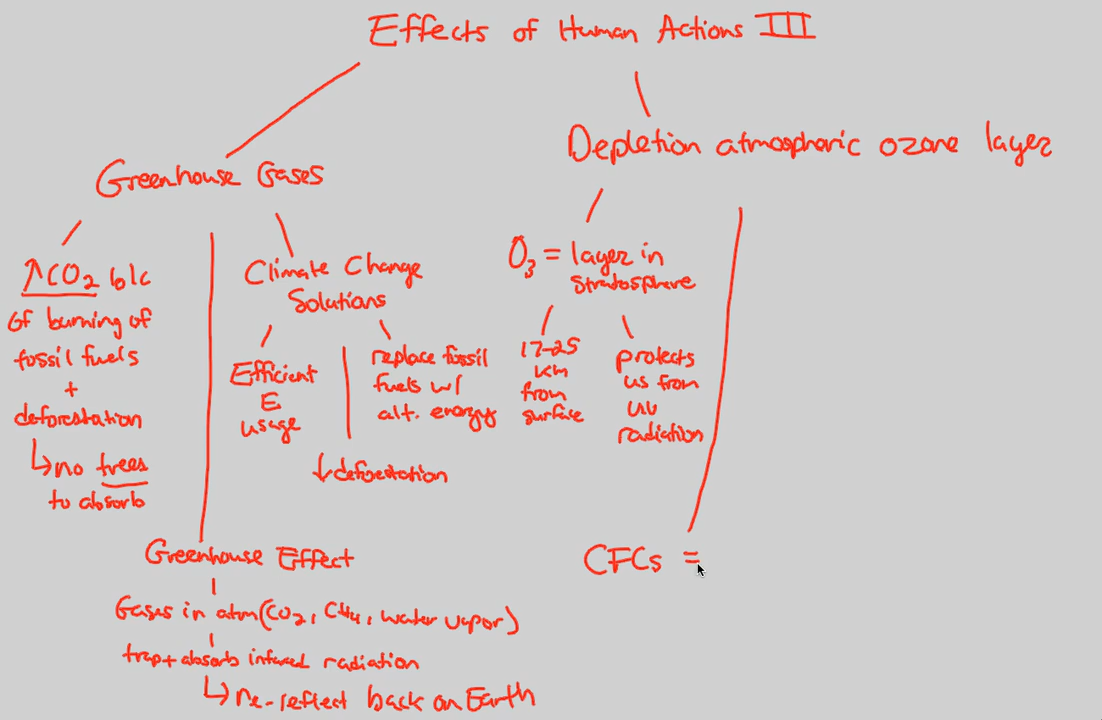 Effects of Human Actions III
Greenhouse Gases
↑CO₂ b/c
of burning of
fossil fuels
+
deforestation
↳no trees
to absorb
Climate Change
Solutions
Efficient
E
usage
replace fossil
fuels w/
alt. energy
↓deforestation
Greenhouse Effect
Gases in atm(CO₂, CH₄, water vapor)
trap+absorb infared radiation
↳re-reflect back on Earth
Depletion atmospheric ozone layer
O₃ = layer in
Stratosphere
17-25
km
from
surface
protects
us from
UV
radiation
CFCs =